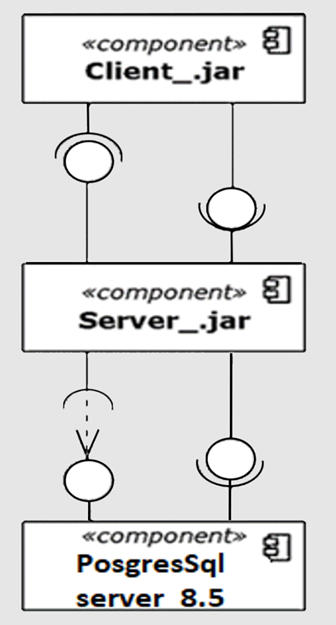 «component»
Client_.jar
«component»
Server_.jar
«component»
PosgresSql
server 8.5